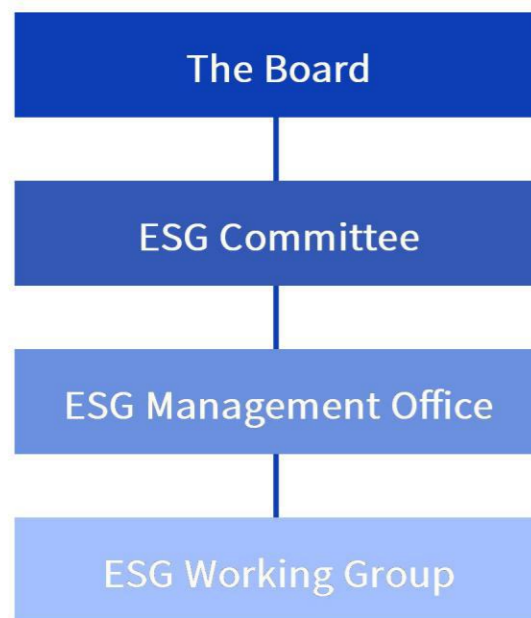 The Board
ESG Committee
ESG Management Office
ESG Working Group